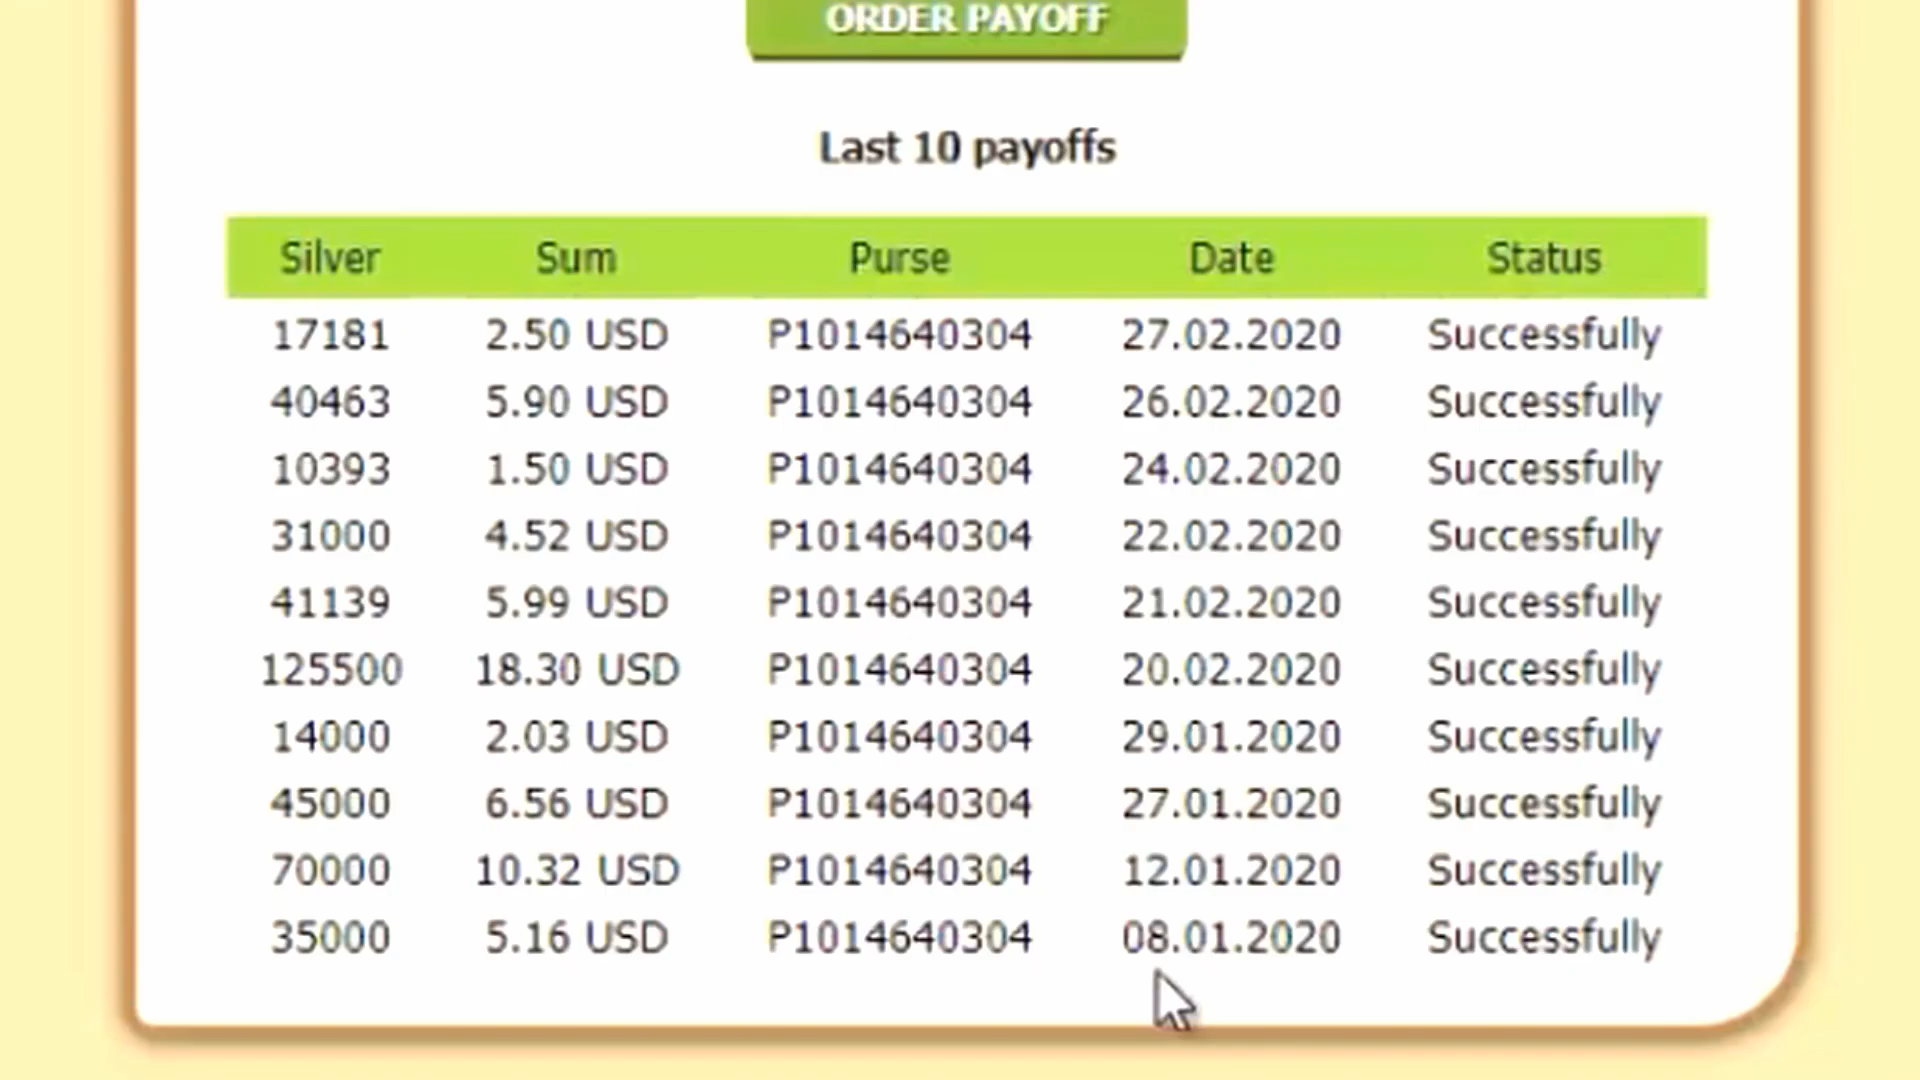 ORDER PAYOFF
Last 10 payoffs
Silver Sum Purse Date Status
17181 2.50 USD P1014640304 27.02.2020 Successfully
40463 5.90 USD P1014640304 26.02.2020 Successfully
10393 1.50 USD P1014640304 24.02.2020 Successfully
31000 4.52 USD P1014640304 22.02.2020 Successfully
41139 5.99 USD P1014640304 21.02.2020 Successfully
125500 18.30 USD P1014640304 20.02.2020 Successfully
14000 2.03 USD P1014640304 29.01.2020 Successfully
45000 6.56 USD P1014640304 27.01.2020 Successfully
70000 10.32 USD P1014640304 12.01.2020 Successfully
35000 5.16 USD P1014640304 08.01.2020 Successfully